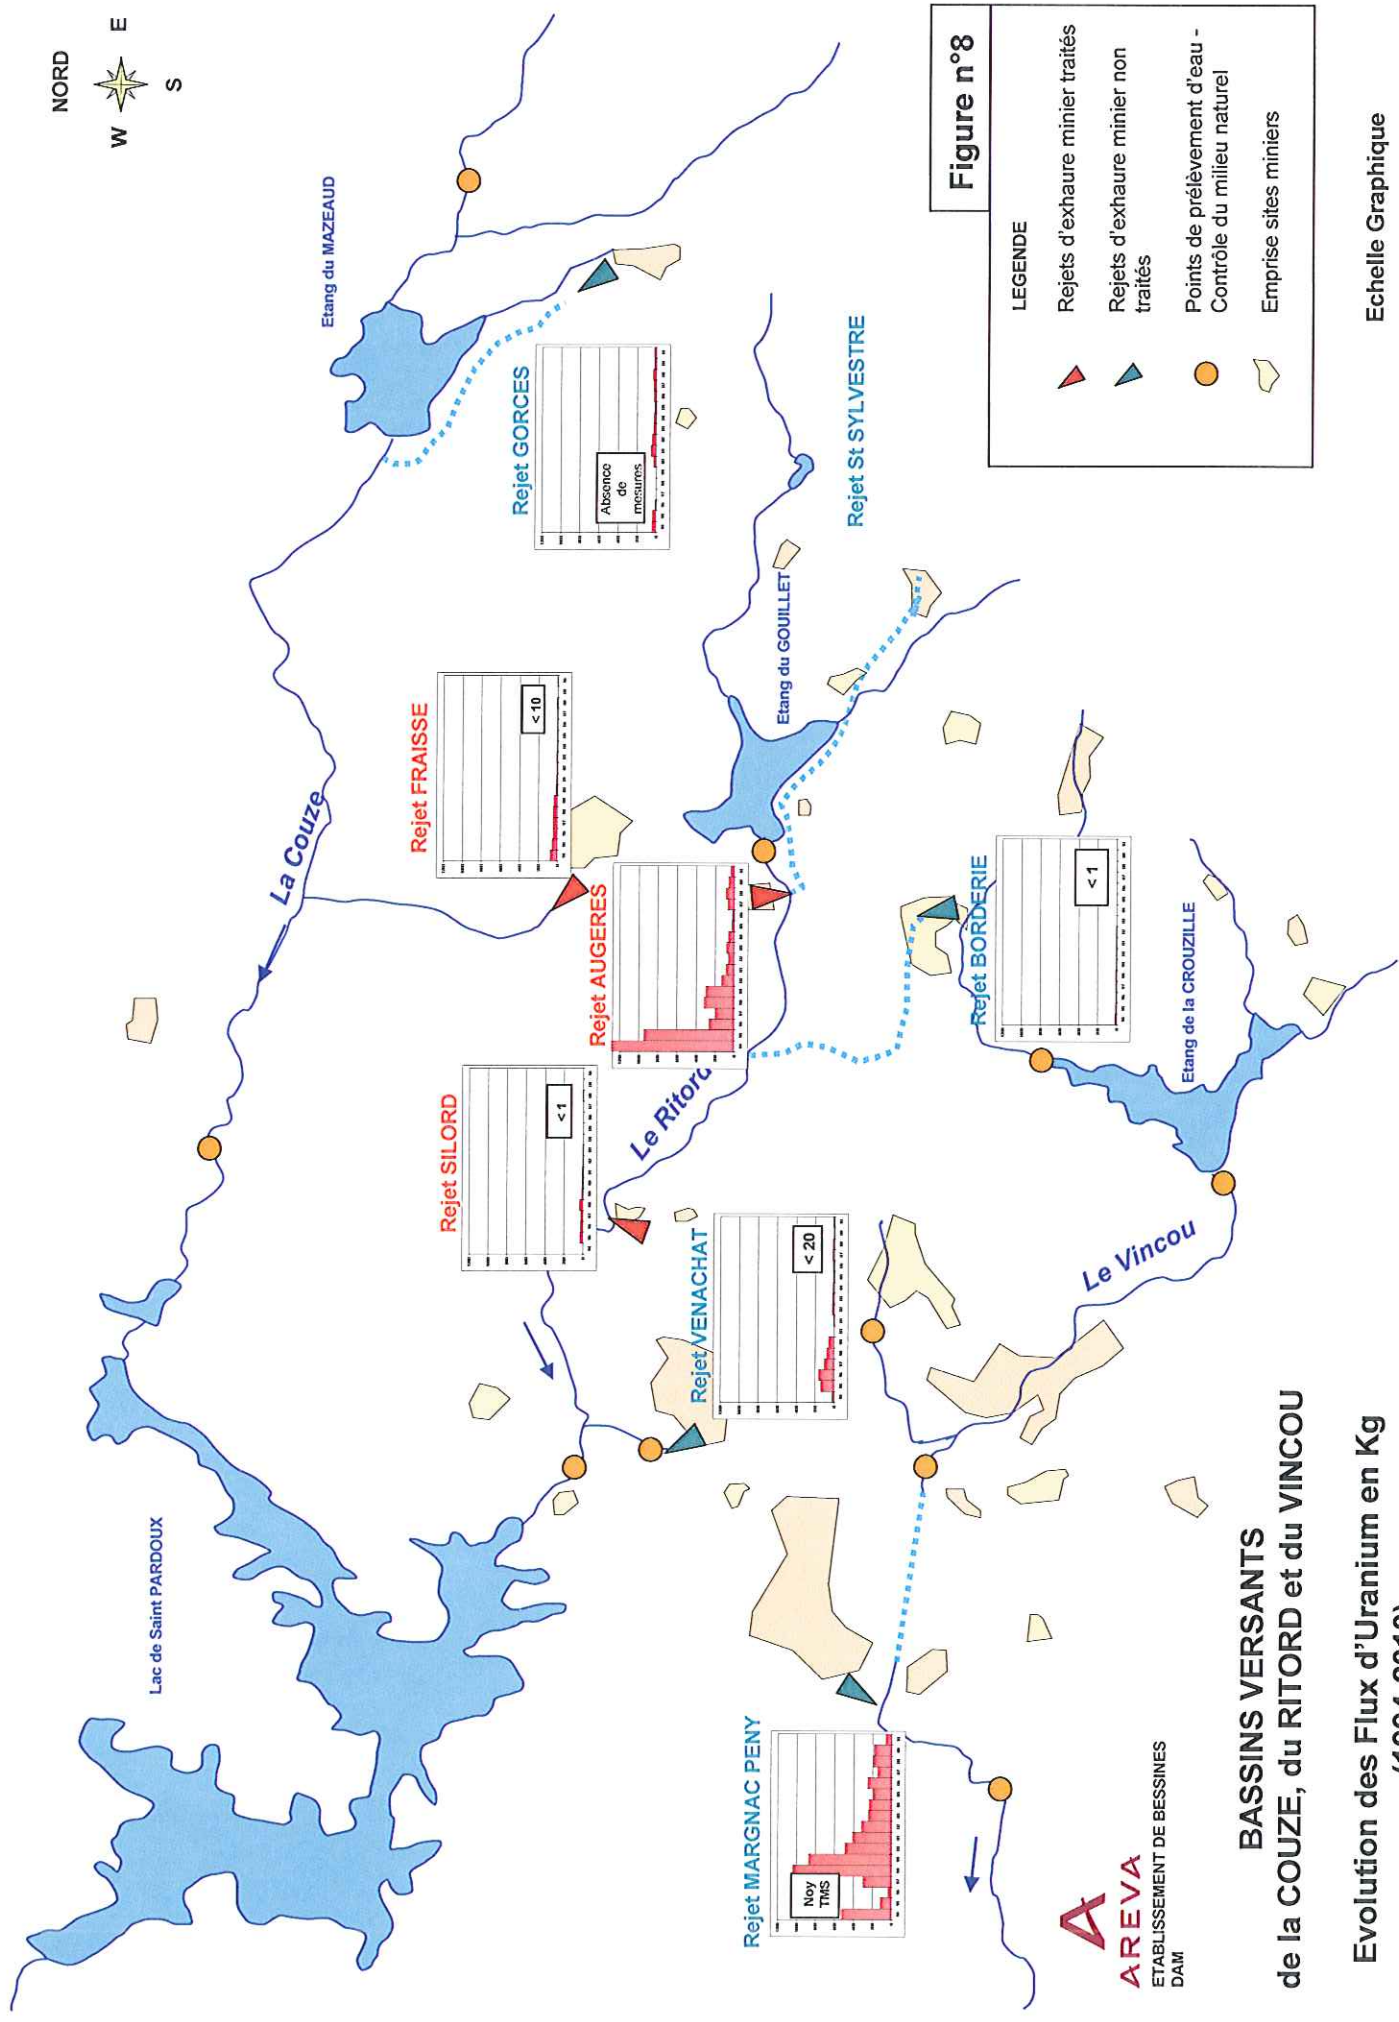 NORD
W
E
S
Etang du MAZEAUD
Rejet GORCES
Absence
de
mesures
Rejet St SYLVESTRE
Etang du GOUILLET
La Couze
Rejet FRAISSE
< 10
Rejet AUGERES
Rejet SILORD
< 1
Le Ritord
Rejet BORDERIE
< 1
Etang de la CROUZILLE
Rejet VENACHAT
< 20
Le Vincou
Lac de Saint PARDOUX
Rejet MARGNAC PENY
Noy
TMS
Figure n°8
LEGENDE
Rejets d'exhaure minier traités
Rejets d'exhaure minier non
traités
Points de prélèvement d'eau -
Contrôle du milieu naturel
Emprise sites miniers
Echelle Graphique
AREVA
ETABLISSEMENT DE BESSINES
DAM
BASSINS VERSANTS
de la COUZE, du RITORD et du VINCOU
Evolution des Flux d'Uranium en Kg